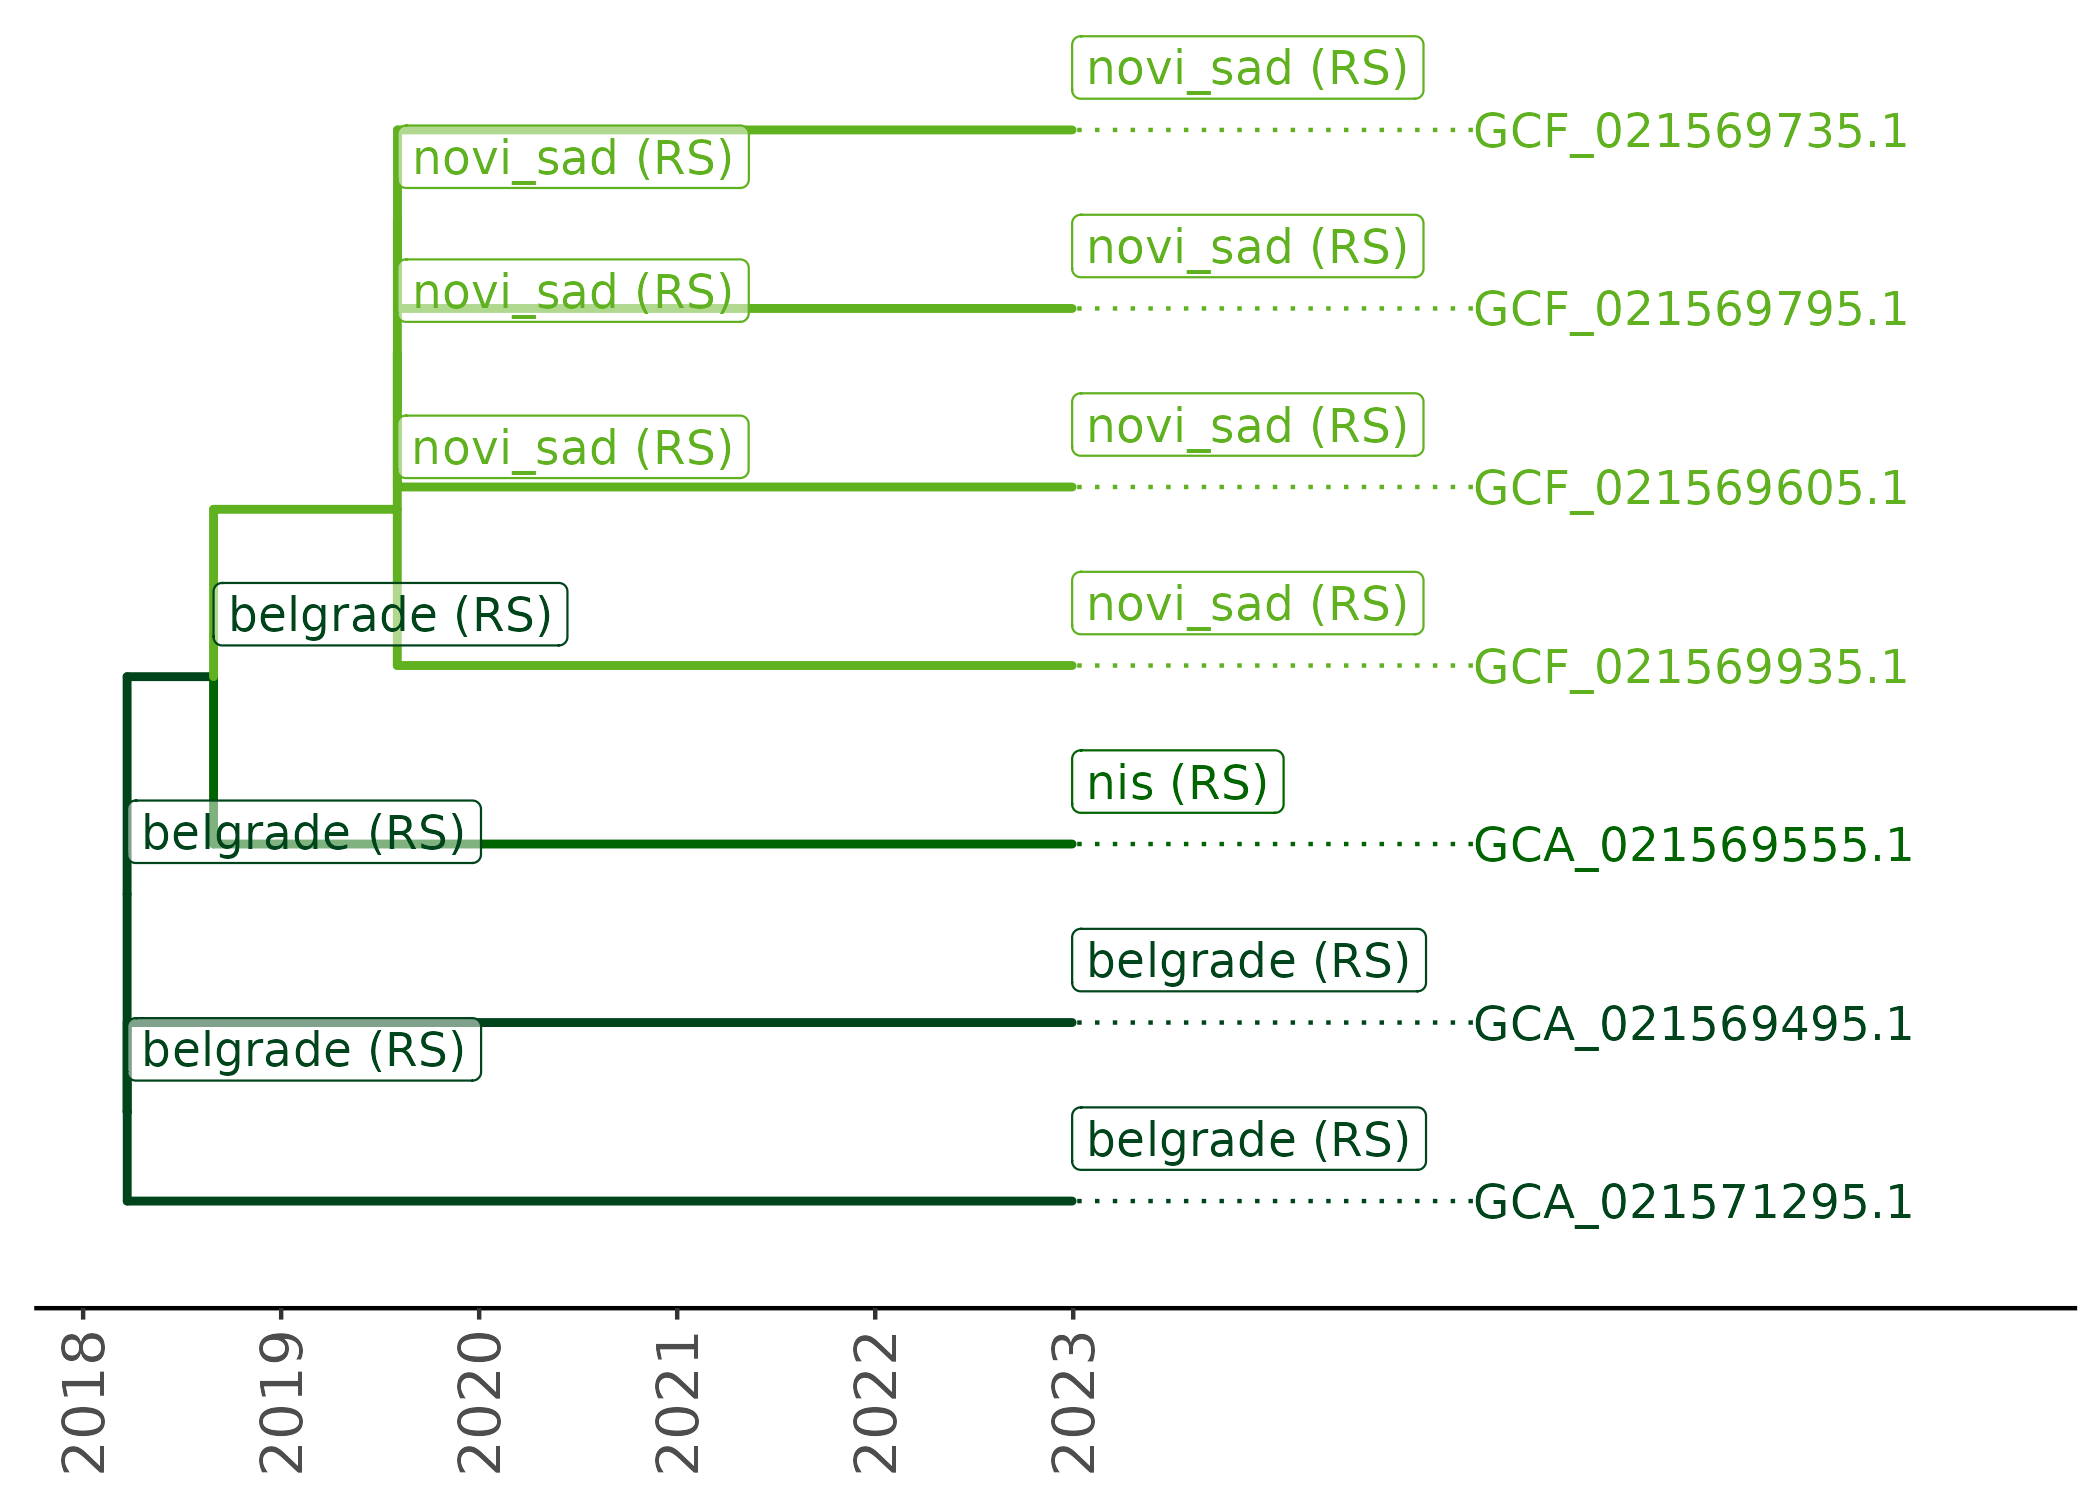 novi_sad (RS)
GCF_021569735.1
novi_sad (RS)
novi_sad (RS)
novi_sad (RS)
GCF_021569795.1
novi_sad (RS)
novi_sad (RS)
GCF_021569605.1
novi_sad (RS)
belgrade (RS)
GCF_021569935.1
nis (RS)
belgrade (RS)
GCA_021569555.1
belgrade (RS)
GCA_021569495.1
belgrade (RS)
belgrade (RS)
GCA_021571295.1
2018
2019
2020
2021
2022
2023